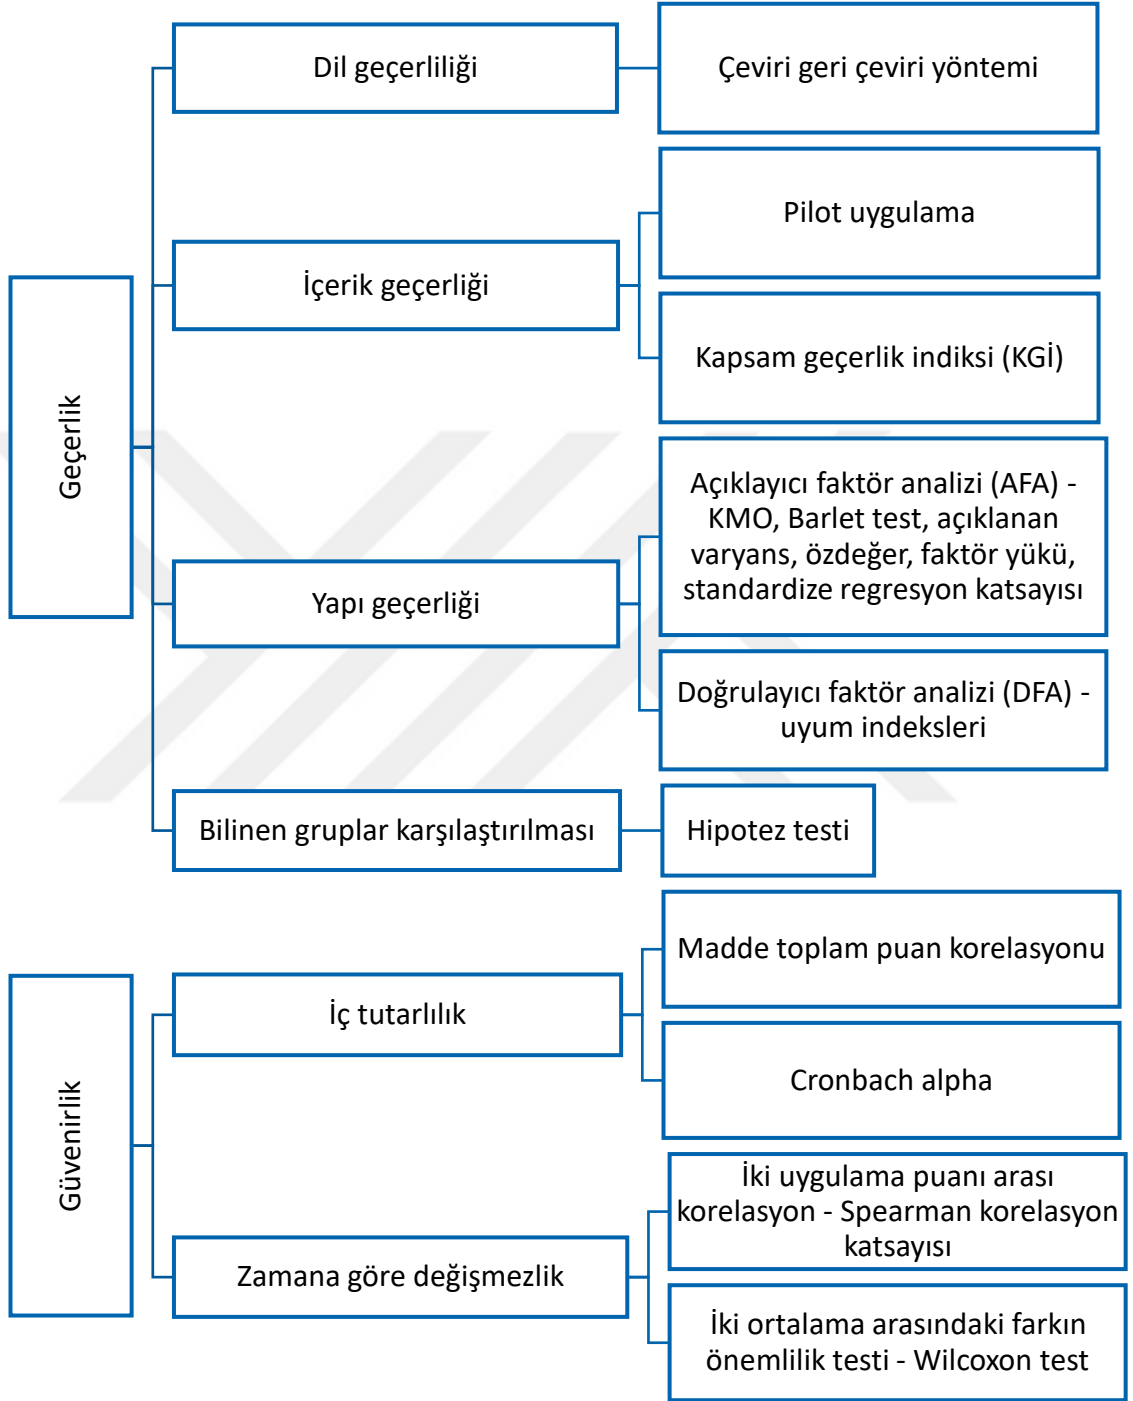 Geçerlik
Dil geçerliliği
Çeviri geri çeviri yöntemi
İçerik geçerliği
Pilot uygulama
Kapsam geçerlik indiksi (KGİ)
Yapı geçerliği
Açıklayıcı faktör analizi (AFA) -
KMO, Barlet test, açıklanan
varyans, özdeğer, faktör yükü,
standardize regresyon katsayısı
Doğrulayıcı faktör analizi (DFA) -
uyum indeksleri
Bilinen gruplar karşılaştırılması
Hipotez testi
Güvenirlik
İç tutarlılık
Madde toplam puan korelasyonu
Cronbach alpha
Zamana göre değişmezlik
İki uygulama puanı arası
korelasyon - Spearman korelasyon
katsayısı
İki ortalama arasındaki farkın
önemlilik testi - Wilcoxon test